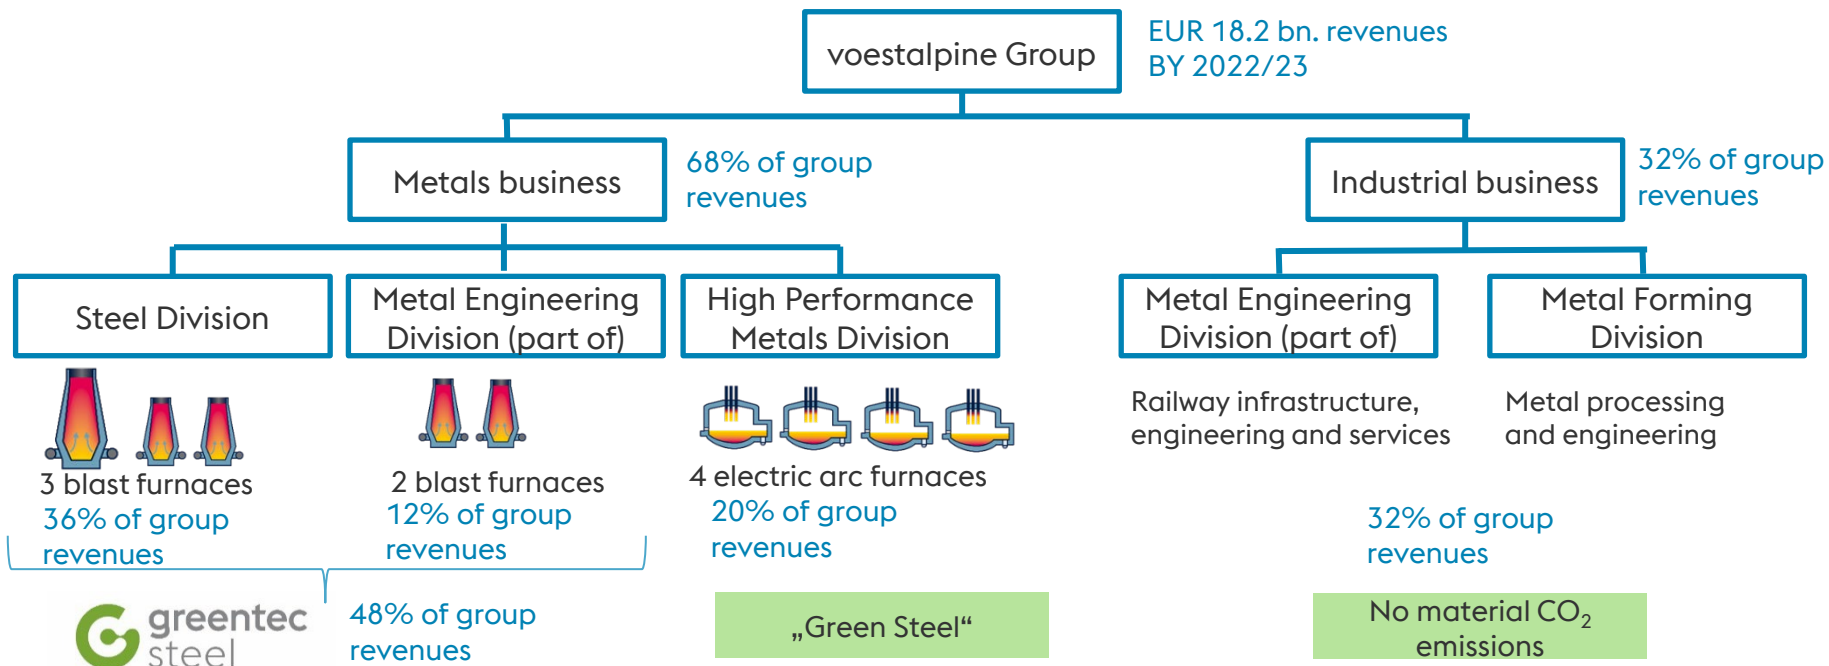 voestalpine Group
EUR 18.2 bn. revenues
BY 2022/23
Metals business
68% of group
revenues
Industrial business
32% of group
revenues
Steel Division
Metal Engineering
Division (part of)
High Performance
Metals Division
Metal Engineering
Division (part of)
Metal Forming
Division
3 blast furnaces
36% of group
revenues
2 blast furnaces
12% of group
revenues
4 electric arc furnaces
20% of group
revenues
Railway infrastructure,
engineering and services
Metal processing
and engineering
32% of group
revenues
greentec
steel
48% of group
revenues
„Green Steel“
No material CO₂
emissions